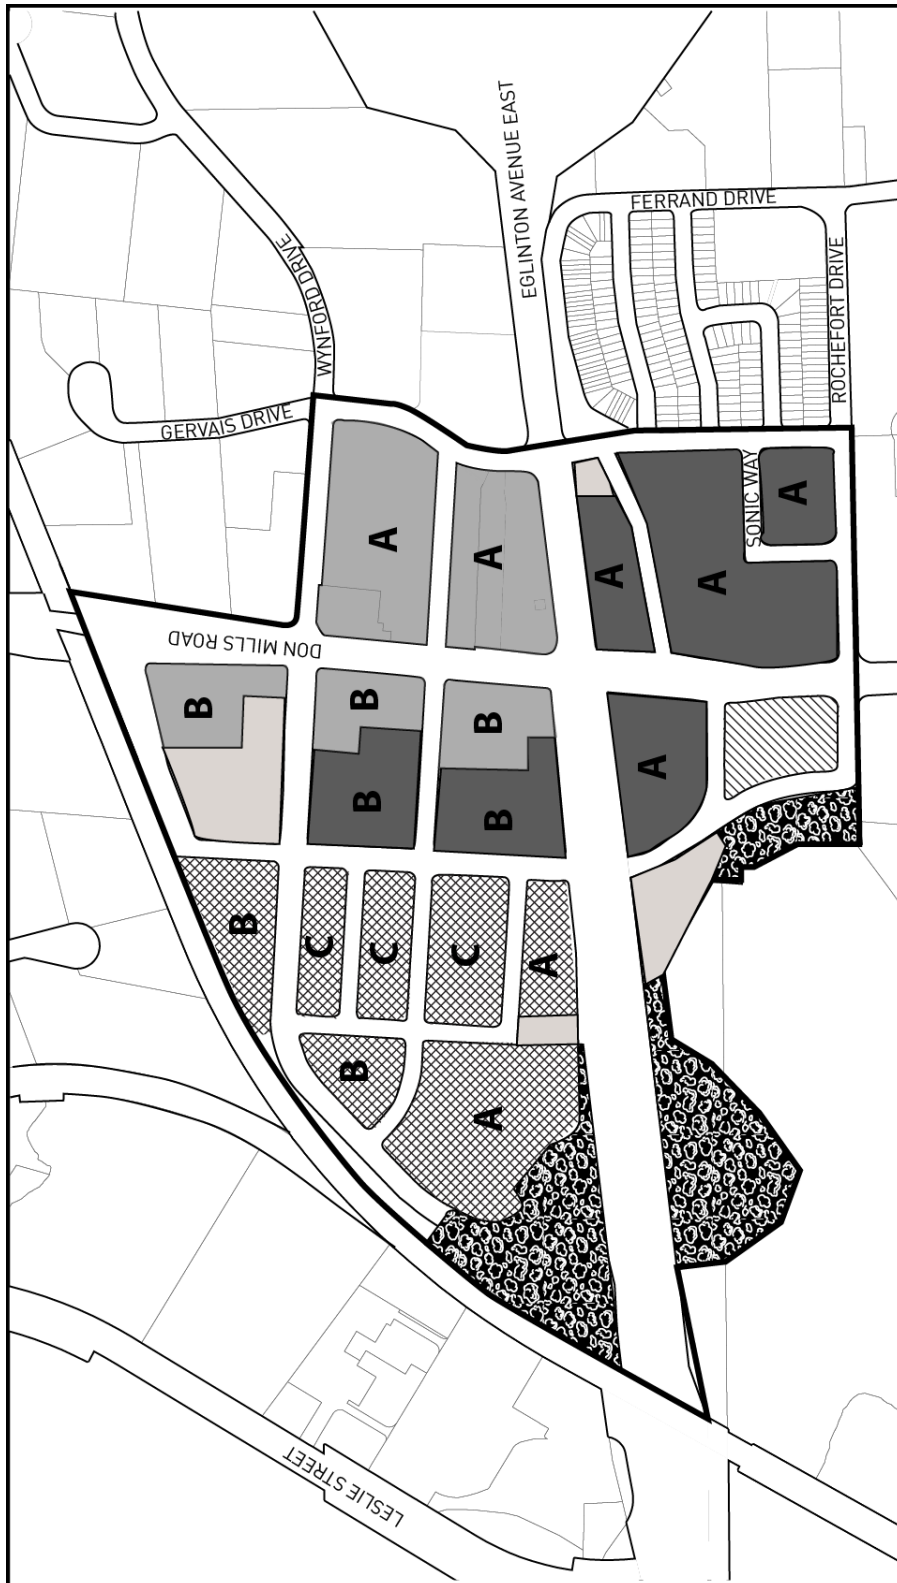 EGLINTON AVENUE EAST
FERRAND DRIVE
WYNFORD DRIVE
ROCHEFORT DRIVE
GERVAIS DRIVE
SONIC WAY
A
A
A
A
A
DON MILLS ROAD
B
B
B
A
B
B
B
C
C
C
A
B
A
LESLIE STREET